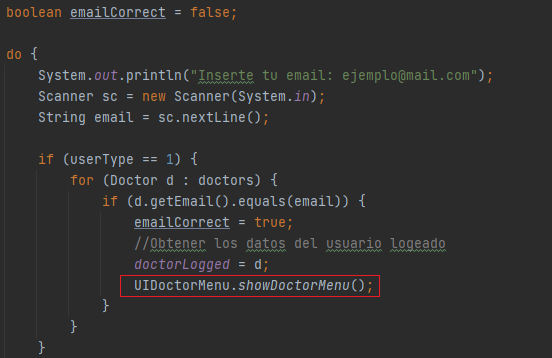 boolean emailCorrect = false;
do {
System.out.println("Inserte tu email: ejemplo@mail.com");
Scanner sc = new Scanner(System.in);
String email = sc.nextLine();
if (userType == 1) {
for (Doctor d : doctors) {
if (d.getEmail().equals(email)) {
emailCorrect = true;
//Obtener los datos del usuario logeado
doctorLogged = d;
UIDoctorMenu.showDoctorMenu();
}
}
}